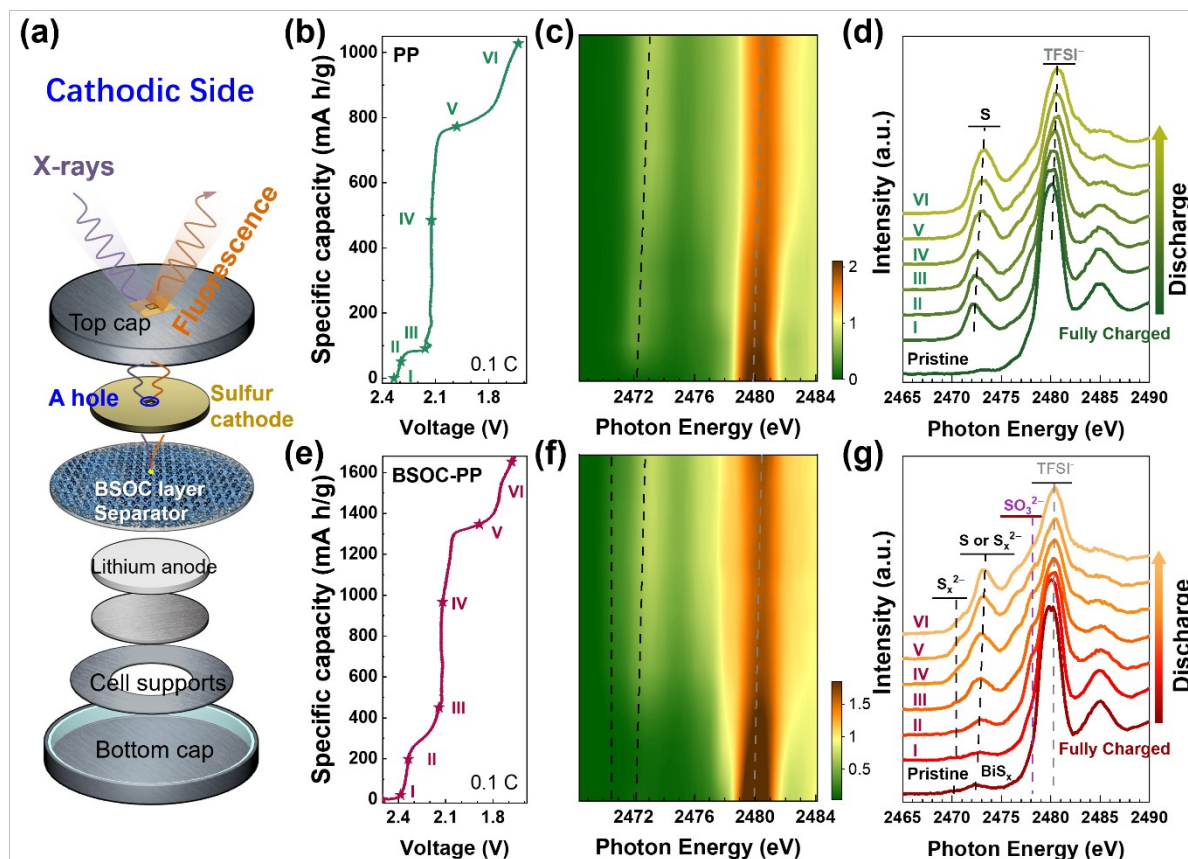 (a)
Cathodic Side
X-rays
Fluorescence
Top cap
A hole
Sulfur
cathode
BSOC layer
Separator
Lithium anode
Cell supports
Bottom cap
(b)
PP
VI
V
IV
III
II
I
0.1 C
1000
800
600
400
200
0
2.4 2.1 1.8
Specific capacity (mA h/g)
Voltage (V)
(c)
2
1
0
2472 2476 2480 2484
Photon Energy (eV)
(d)
TFSI⁻
S
VI
V
IV
III
II
I
Pristine
Fully Charged
Discharge
Intensity (a.u.)
2465 2470 2475 2480 2485 2490
Photon Energy (eV)
(e)
BSOC-PP
VI
V
IV
III
II
I
0.1 C
1600
1400
1200
1000
800
600
400
200
0
2.4 2.1 1.8
Specific capacity (mA h/g)
Voltage (V)
(f)
1.5
1
0.5
2468 2472 2476 2480 2484
Photon Energy (eV)
(g)
TFSI⁻
SO₃²⁻
S or Sₓ²⁻
Sₓ²⁻
VI
V
IV
III
II
I
Pristine
BiSₓ
Fully Charged
Discharge
Intensity (a.u.)
2465 2470 2475 2480 2485 2490
Photon Energy (eV)